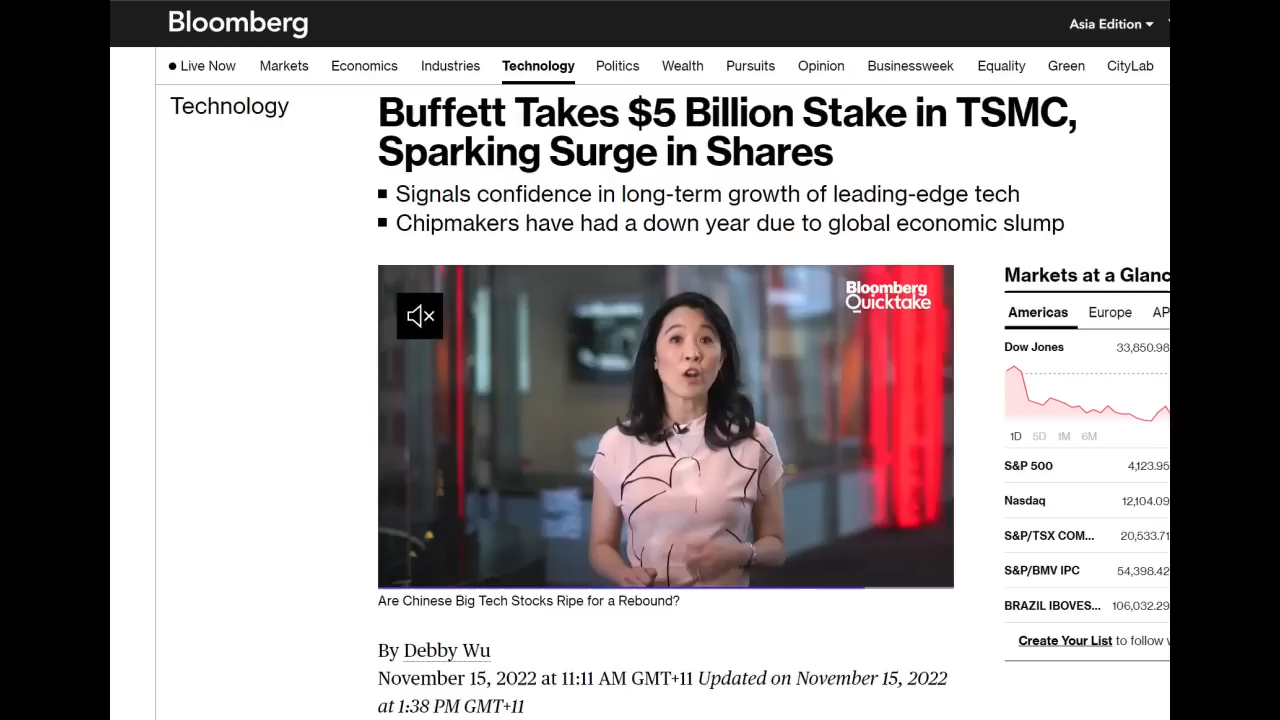 Bloomberg
Asia Edition
Live Now Markets Economics Industries Technology Politics Wealth Pursuits Opinion Businessweek Equality Green CityLab
Technology
Buffett Takes $5 Billion Stake in TSMC,
Sparking Surge in Shares
Signals confidence in long-term growth of leading-edge tech
Chipmakers have had a down year due to global economic slump
Bloomberg
Quicktake
Are Chinese Big Tech Stocks Ripe for a Rebound?
By Debby Wu
November 15, 2022 at 11:11 AM GMT+11 Updated on November 15, 2022
at 1:38 PM GMT+11
Markets at a Glanc
Americas Europe AP
Dow Jones 33,850.98
1D 5D 1M 6M
S&P 500 4,123.95
Nasdaq 12,104.09
S&P/TSX COM... 20,533.71
S&P/BMV IPC 54,398.42
BRAZIL IBOVES... 106,032.29
Create Your List to follow